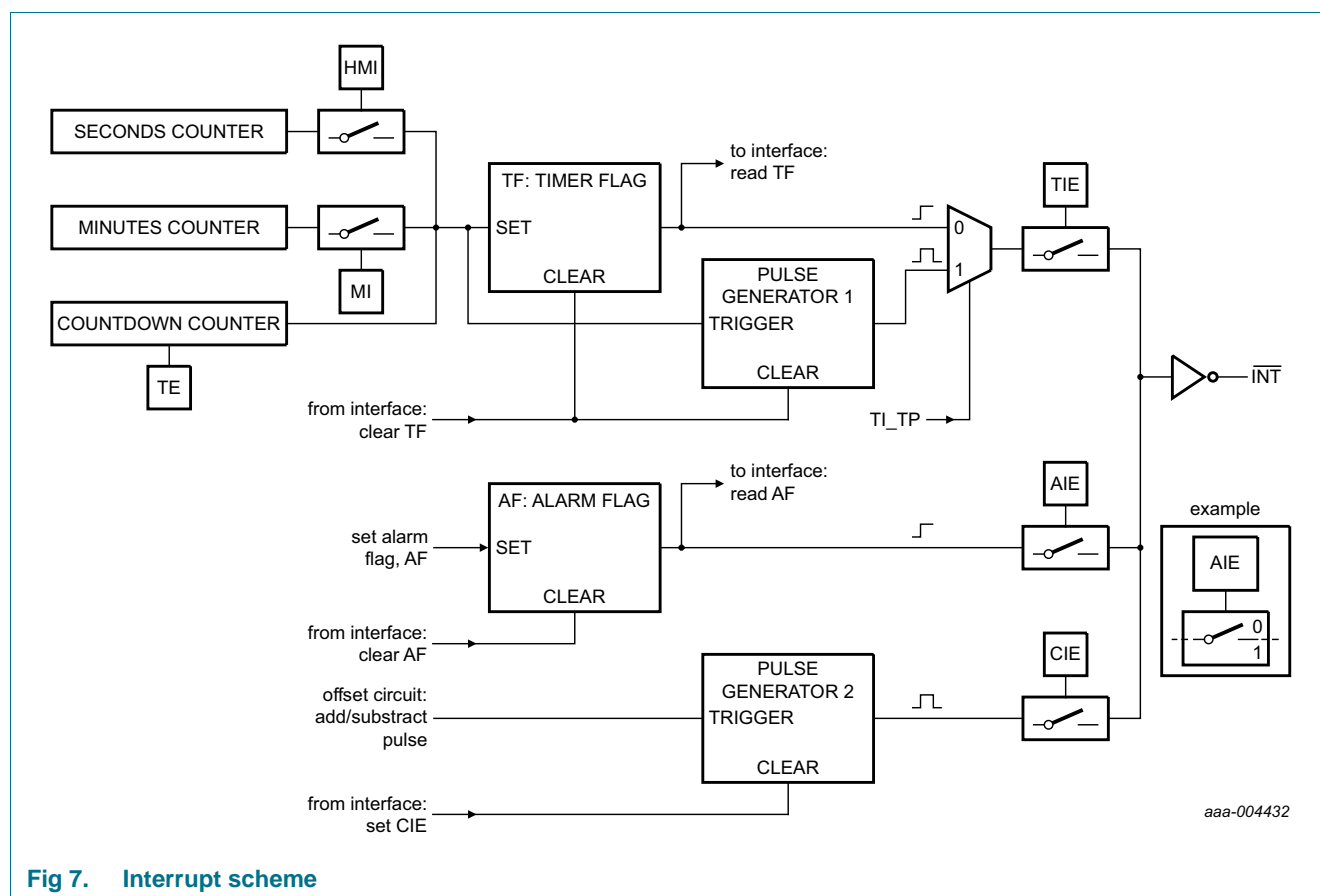 HMI
SECONDS COUNTER
MINUTES COUNTER
MI
COUNTDOWN COUNTER
TE
TF: TIMER FLAG
SET
CLEAR
to interface:
read TF
PULSE
GENERATOR 1
TRIGGER
CLEAR
from interface:
clear TF
0
1
TI_TP
TIE
INT
AF: ALARM FLAG
SET
CLEAR
to interface:
read AF
set alarm
flag, AF
from interface:
clear AF
AIE
example
AIE
0
1
PULSE
GENERATOR 2
TRIGGER
CLEAR
offset circuit:
add/substract
pulse
from interface:
set CIE
CIE
aaa-004432
Fig 7. Interrupt scheme